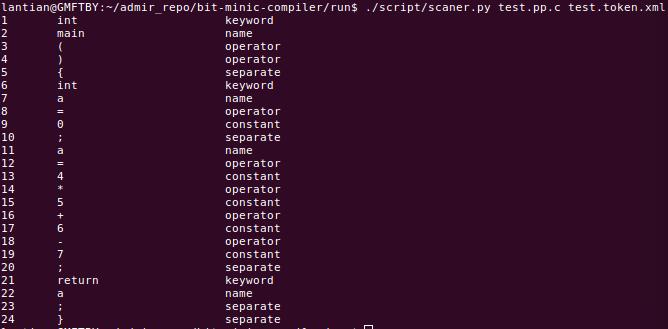 lantian@GMFTBY:~/admir_repo/bit-minic-compiler/run$ ./script/scaner.py test.pp.c test.token.xml
1 int keyword
2 main name
3 ( operator
4 ) operator
5 { separate
6 int keyword
7 a name
8 = operator
9 0 constant
10 ; separate
11 a name
12 = operator
13 4 constant
14 * operator
15 5 constant
16 + operator
17 6 constant
18 - operator
19 7 constant
20 ; separate
21 return keyword
22 a name
23 ; separate
24 } separate